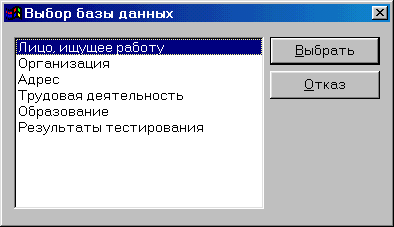 Выбор базы данных
Лицо, ищущее работу
Организация
Адрес
Трудовая деятельность
Образование
Результаты тестирования
Выбрать
Отказ